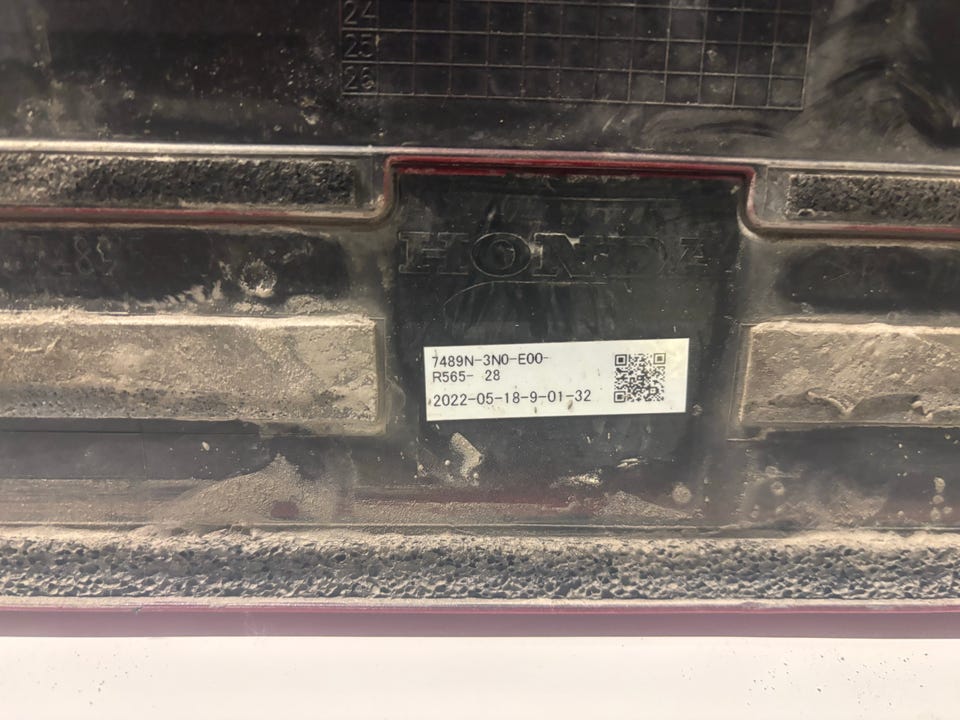 24
25
26
HONDA
7489N-3N0-E00-
R565- 28
2022-05-18-9-01-32